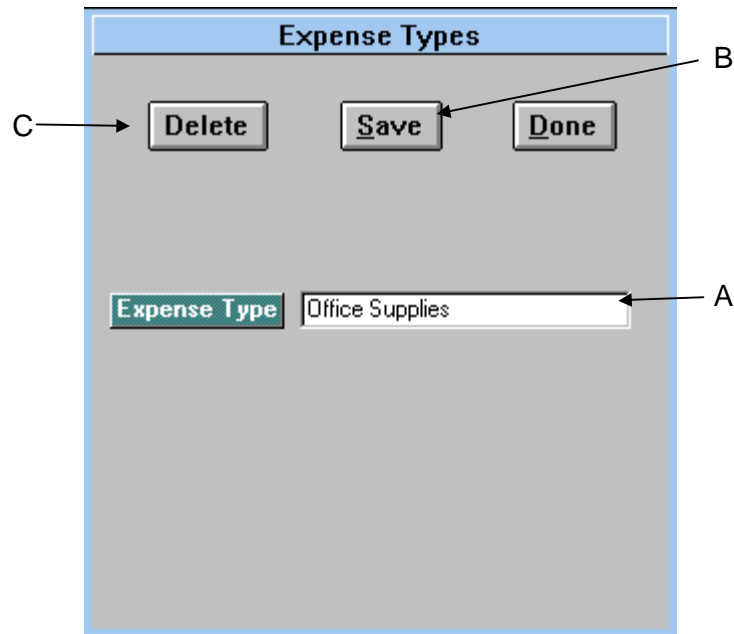 Expense Types
B
C
Delete Save Done
A
Expense Type Office Supplies